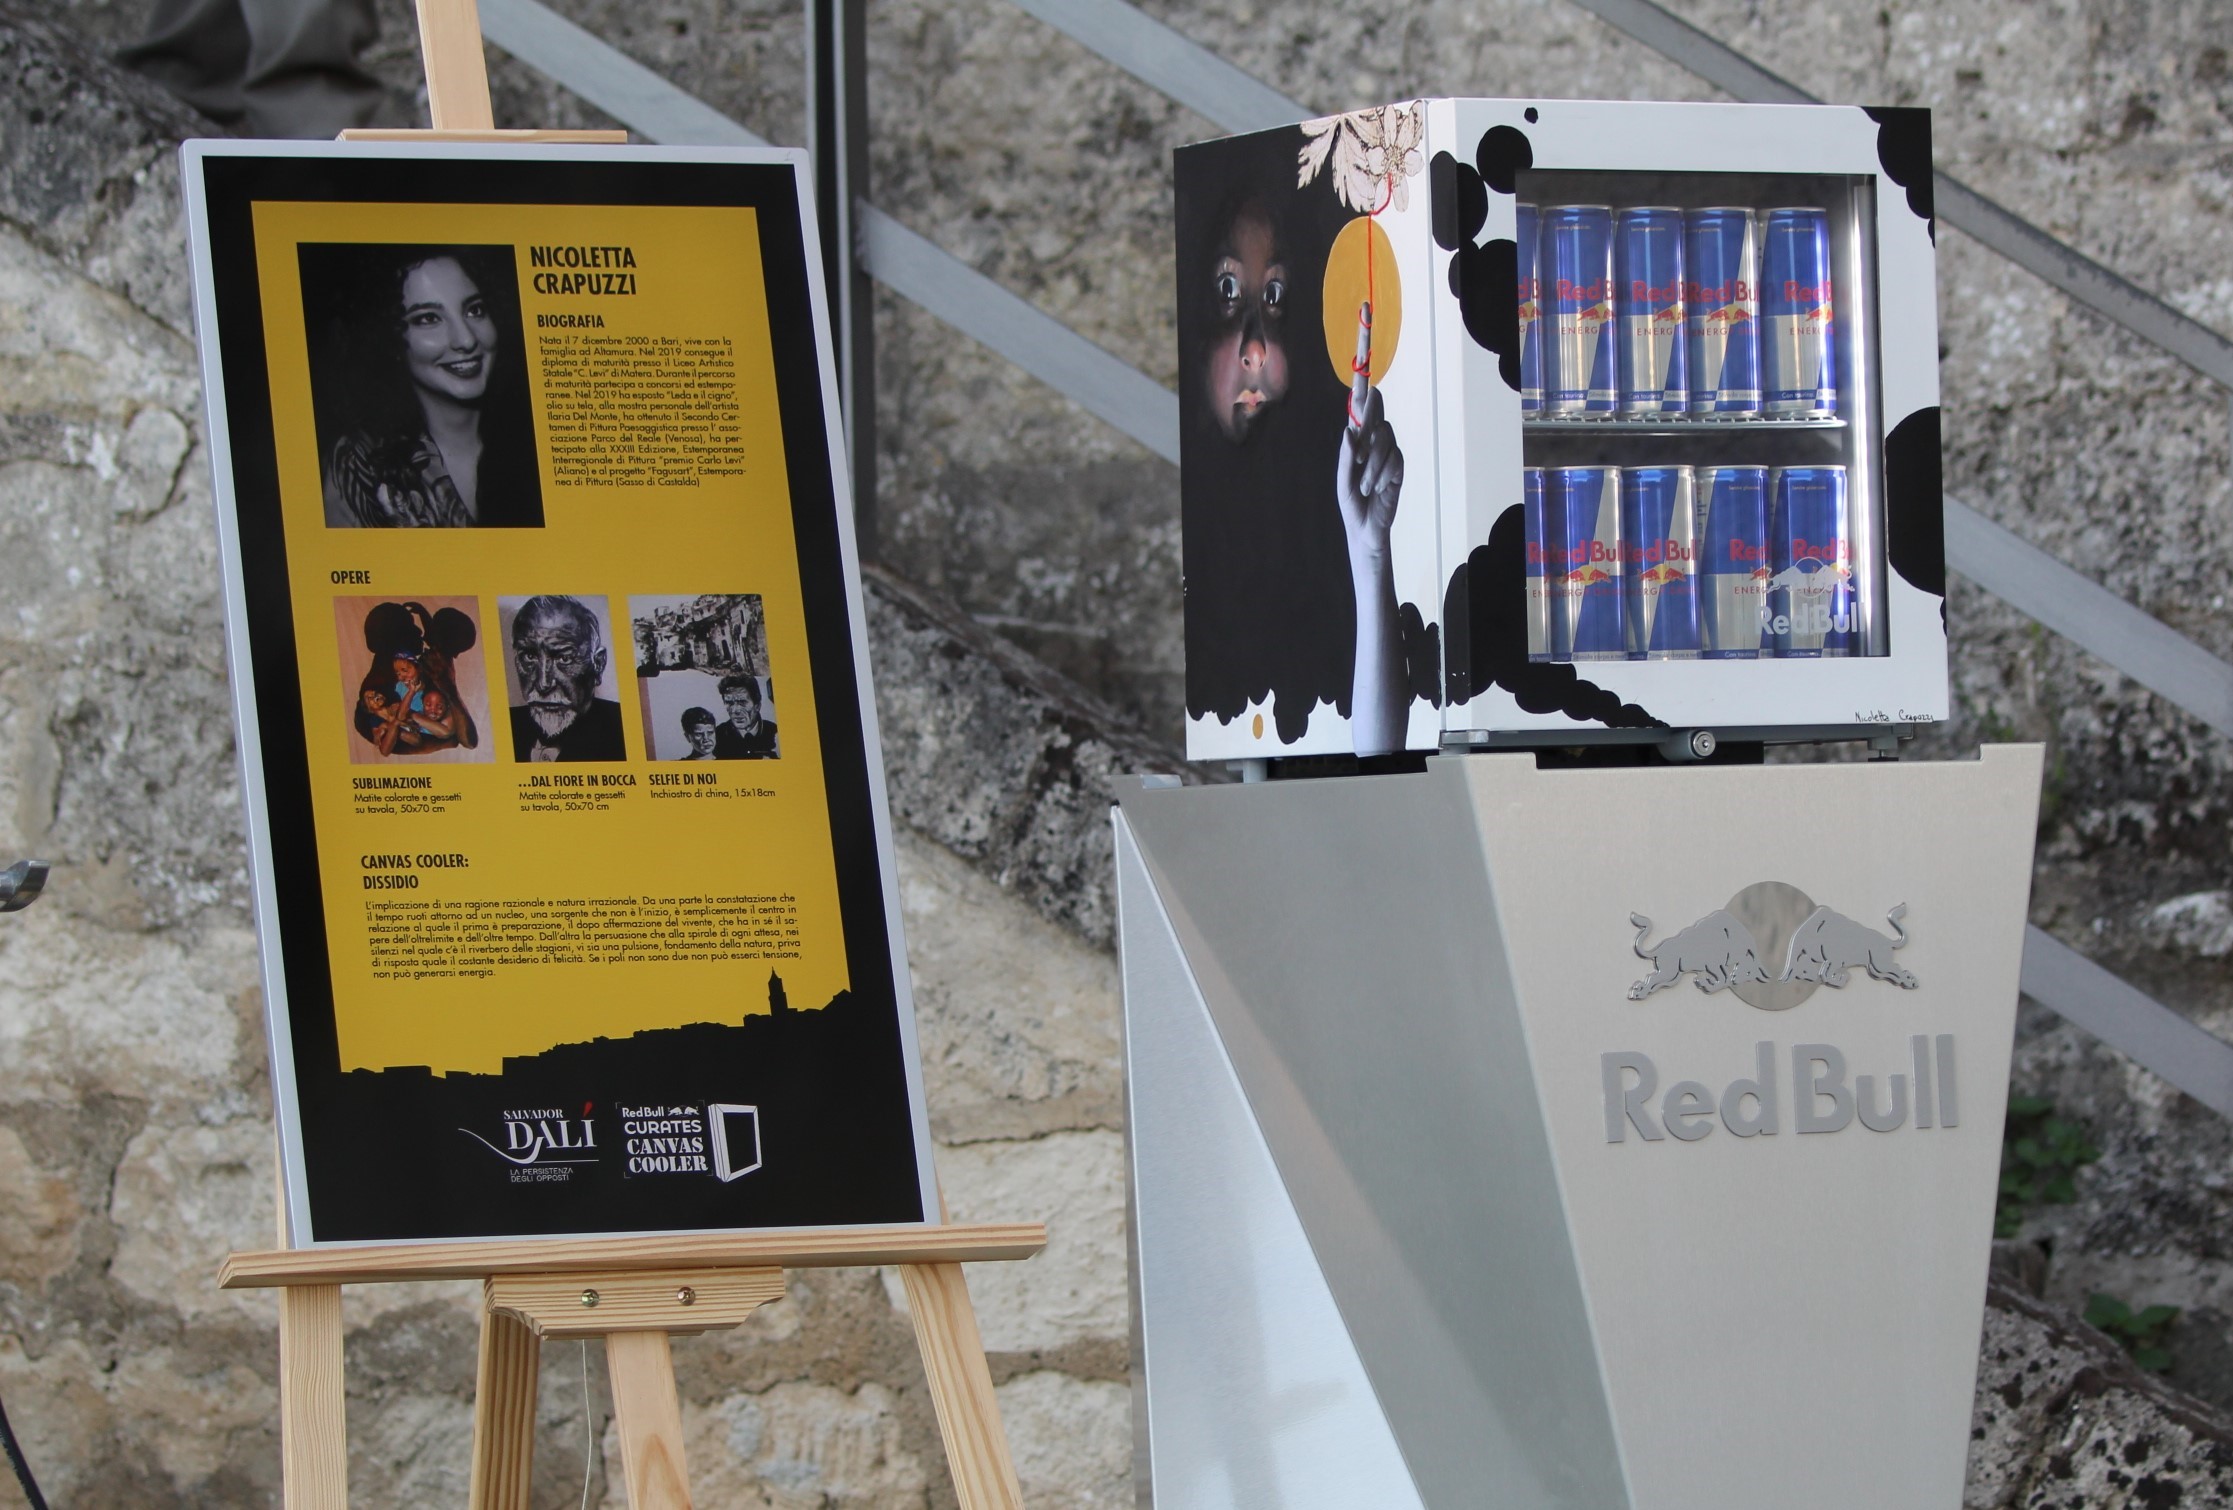 NICOLETTA
CRAPUZZI
BIOGRAFIA
Nata il 7 dicembre 2000 a Bari, vive con la
famiglia ad Altamura. Nel 2019 consegue il
diploma di maturità presso il Liceo Artistico
Statale "C. Levi" di Matera. Durante il percorso
di maturità partecipa a concorsi ed estempo-
ranee. Nel 2019 ha esposto "Leda e il cigno",
olio su tela, alla mostra personale dell'artista
Ilaria Del Monte, ha ottenuto il Secondo Cer-
tamen di Pittura Paesaggistica presso l' asso-
ciazione Parco del Reale (Venosa), ha par-
tecipato alla XXXIII Edizione, Estemporanea
Interregionale di Pittura "premio Carlo Levi"
(Aliano) e al progetto "Fagusart", Estempora-
nea di Pittura (Sasso di Castalda)
OPERE
SUBLIMAZIONE
Matite colorate e gessetti
su tavola, 50x70 cm
...DAL FIORE IN BOCCA
Matite colorate e gessetti
su tavola, 50x70 cm
SELFIE DI NOI
Inchiostro di china, 15x18cm
CANVAS COOLER:
DISSIDIO
L'implicazione di una ragione razionale e natura irrazionale. Da una parte la constatazione che
il tempo ruoti attorno ad un nucleo, una sorgente che non è l'inizio, è semplicemente il centro in
relazione al quale il prima è preparazione, il dopo affermazione del vivente, che ha in sé il sa-
pere dell'oltrelimite e dell'oltre tempo. Dall'altra la persuasione che alla spirale di ogni attesa, nei
silenzi nel quale c'è il riverbero delle stagioni, vi sia una pulsione, fondamento della natura, priva
di risposta quale il costante desiderio di felicità. Se i poli non sono due non può esserci tensione,
non può generarsi energia.
SALVADOR
DALÍ
LA PERSISTENZA
DEGLI OPPOSTI
Red Bull
CURATES
CANVAS
COOLER
Red Bull
Nicoletta Crapuzzi
Red Bull